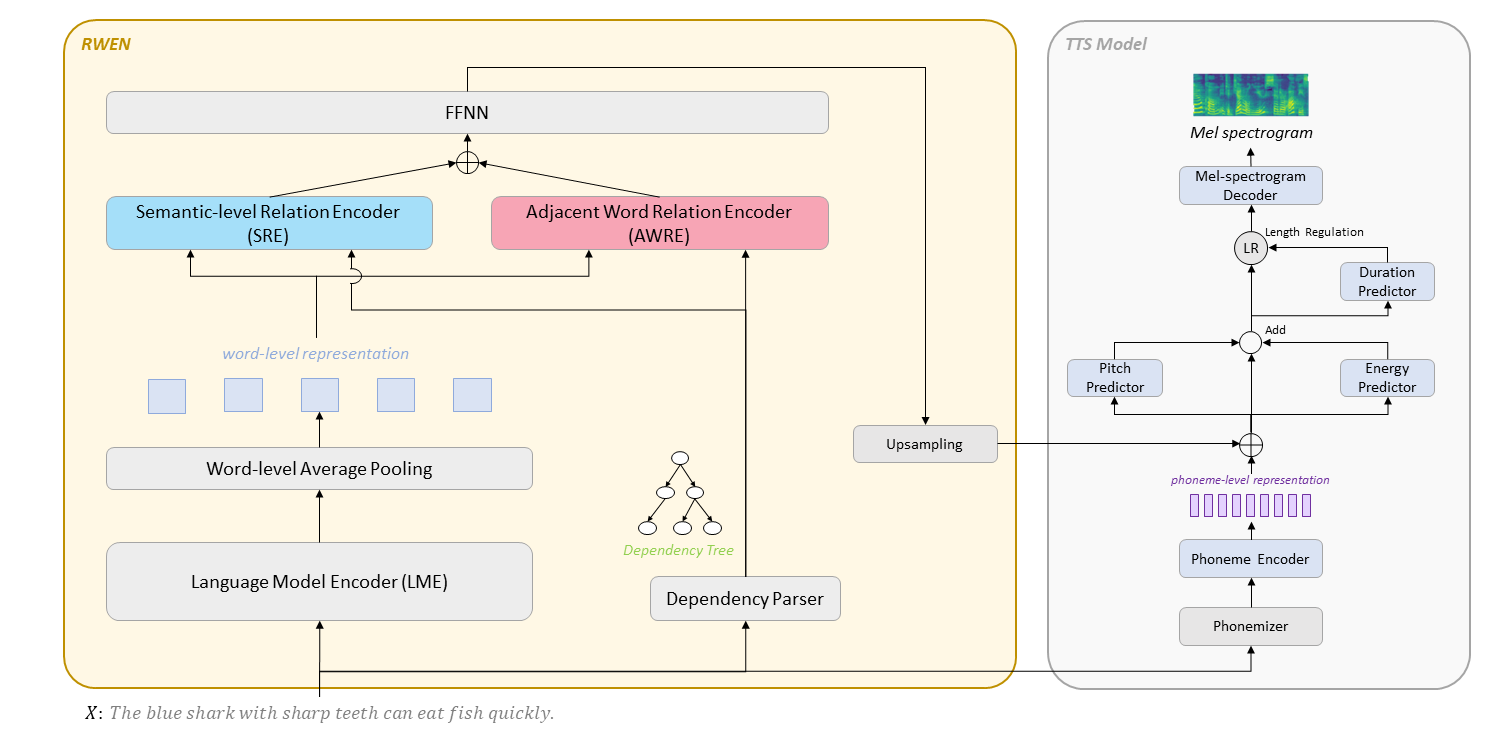 RWEN
FFNN
Semantic-level Relation Encoder
(SRE)
Adjacent Word Relation Encoder
(AWRE)
word-level representation
Word-level Average Pooling
Language Model Encoder (LME)
Dependency Tree
Dependency Parser
Upsampling
X: The blue shark with sharp teeth can eat fish quickly.
TTS Model
Mel spectrogram
Mel-spectrogram
Decoder
Length Regulation
LR
Duration
Predictor
Add
Pitch
Predictor
Energy
Predictor
phoneme-level representation
Phoneme Encoder
Phonemizer